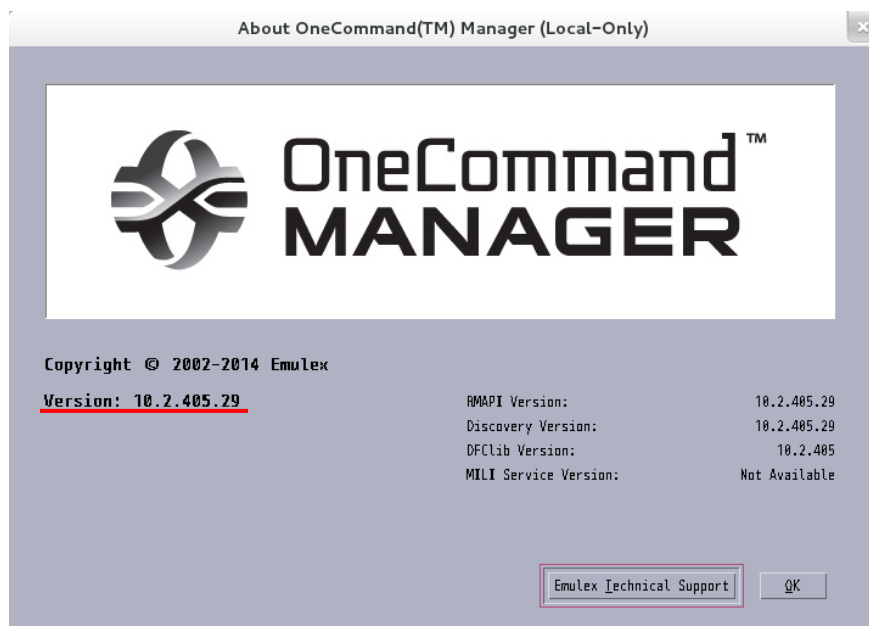 About OneCommand(TM) Manager (Local-Only)
OneCommand™
MANAGER
Copyright © 2002-2014 Emulex
Version: 10.2.405.29
RMAPI Version: 10.2.405.29
Discovery Version: 10.2.405.29
DFClib Version: 10.2.405
MILI Service Version: Not Available
Emulex Technical Support
OK